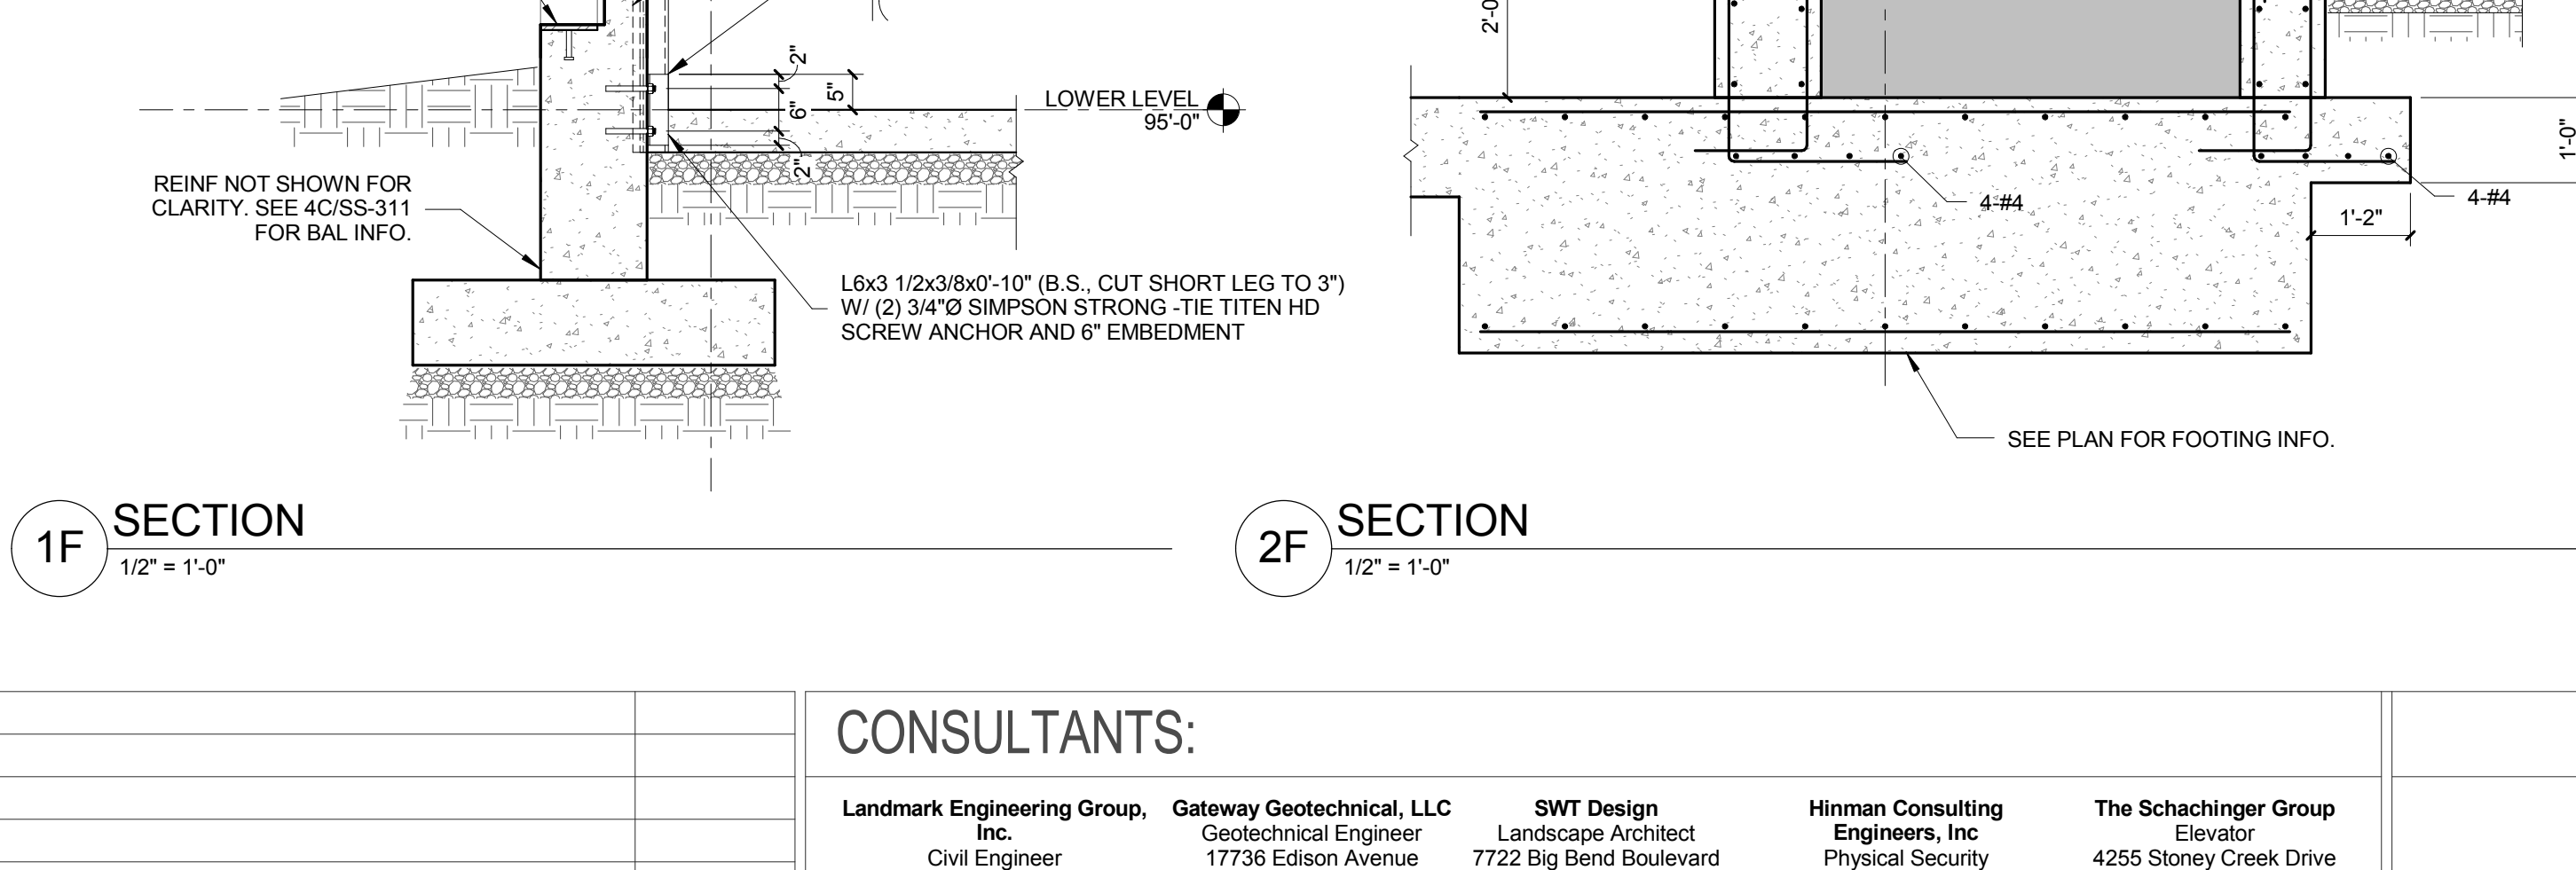 2"
6"
2"
5"
LOWER LEVEL
95'-0"
REINF NOT SHOWN FOR
CLARITY. SEE 4C/SS-311
FOR BAL INFO.
L6x3 1/2x3/8x0'-10" (B.S., CUT SHORT LEG TO 3")
W/ (2) 3/4"Ø SIMPSON STRONG -TIE TITEN HD
SCREW ANCHOR AND 6" EMBEDMENT
1F
SECTION
1/2" = 1'-0"
4-#4
4-#4
1'-2"
1'-0"
SEE PLAN FOR FOOTING INFO.
2F
SECTION
1/2" = 1'-0"
CONSULTANTS:
Landmark Engineering Group,
Inc.
Civil Engineer
Gateway Geotechnical, LLC
Geotechnical Engineer
17736 Edison Avenue
SWT Design
Landscape Architect
7722 Big Bend Boulevard
Hinman Consulting
Engineers, Inc
Physical Security
The Schachinger Group
Elevator
4255 Stoney Creek Drive